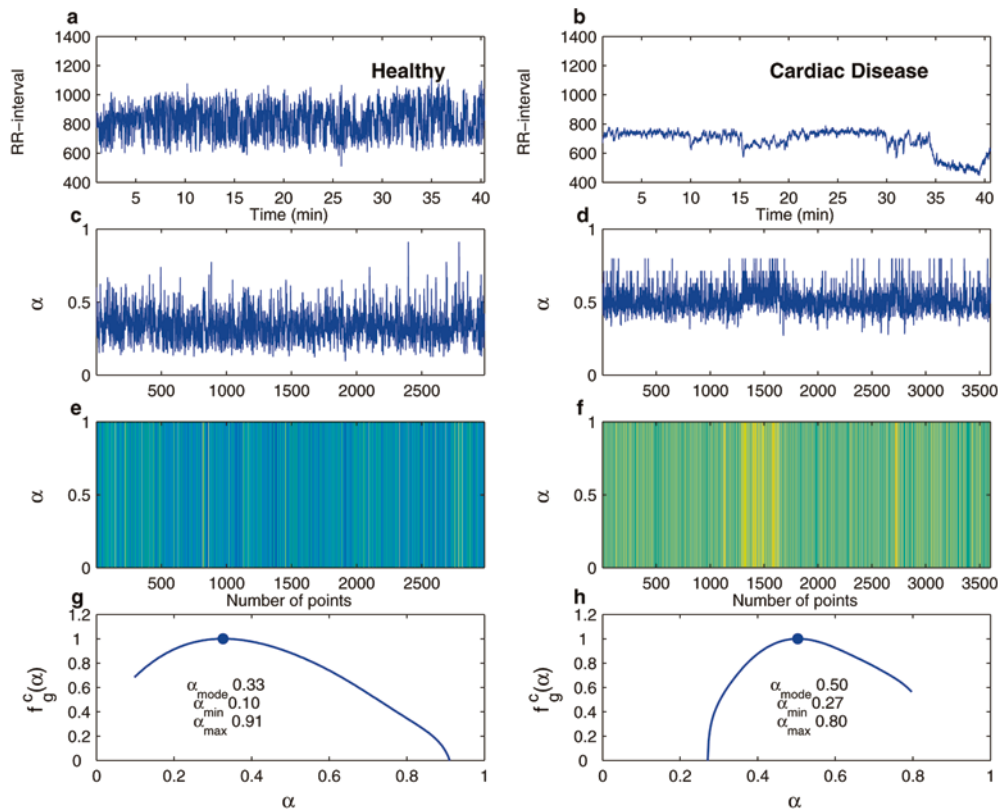 a
1400
1200
1000
800
600
400
RR-interval
Healthy
5 10 15 20 25 30 35 40
Time (min)
b
1400
1200
1000
800
600
400
RR-interval
Cardiac Disease
5 10 15 20 25 30 35 40
Time (min)
c
1
0.5
0
α
500 1000 1500 2000 2500
d
1
0.5
0
α
500 1000 1500 2000 2500 3000 3500
e
1
0.5
0
α
500 1000 1500 2000 2500
Number of points
f
1
0.5
0
α
500 1000 1500 2000 2500 3000 3500
Number of points
g
1.2
1
0.8
0.6
0.4
0.2
0
f_g^c(α)
α_mode 0.33
α_min 0.10
α_max 0.91
0 0.2 0.4 0.6 0.8 1
α
h
1.2
1
0.8
0.6
0.4
0.2
0
f_g^c(α)
α_mode 0.50
α_min 0.27
α_max 0.80
0 0.2 0.4 0.6 0.8 1
α